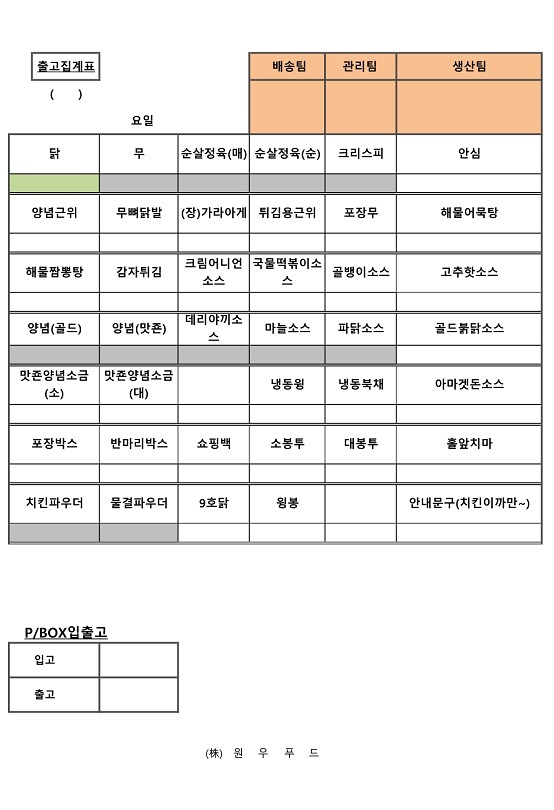 출고집계표 배송팀 관리팀 생산팀
( )
요일
닭 무 순살정육(매) 순살정육(순) 크리스피 안심
양념근위 무뼈닭발 (장)가라아게 튀김용근위 포장무 해물어묵탕
해물짬뽕탕 감자튀김 크림어니언소스 국물떡볶이소스 골뱅이소스 고추핫소스
양념(골드) 양념(맛죤) 데리야끼소스 마늘소스 파닭소스 골드붉닭소스
맛죤양념소금(소) 맛죤양념소금(대) 냉동윙 냉동북채 아마겟돈소스
포장박스 반마리박스 쇼핑백 소봉투 대봉투 홀앞치마
치킨파우더 물결파우더 9호닭 윙봉 안내문구(치킨이까만~)
P/BOX입출고
입고
출고
(株) 원 우 푸 드